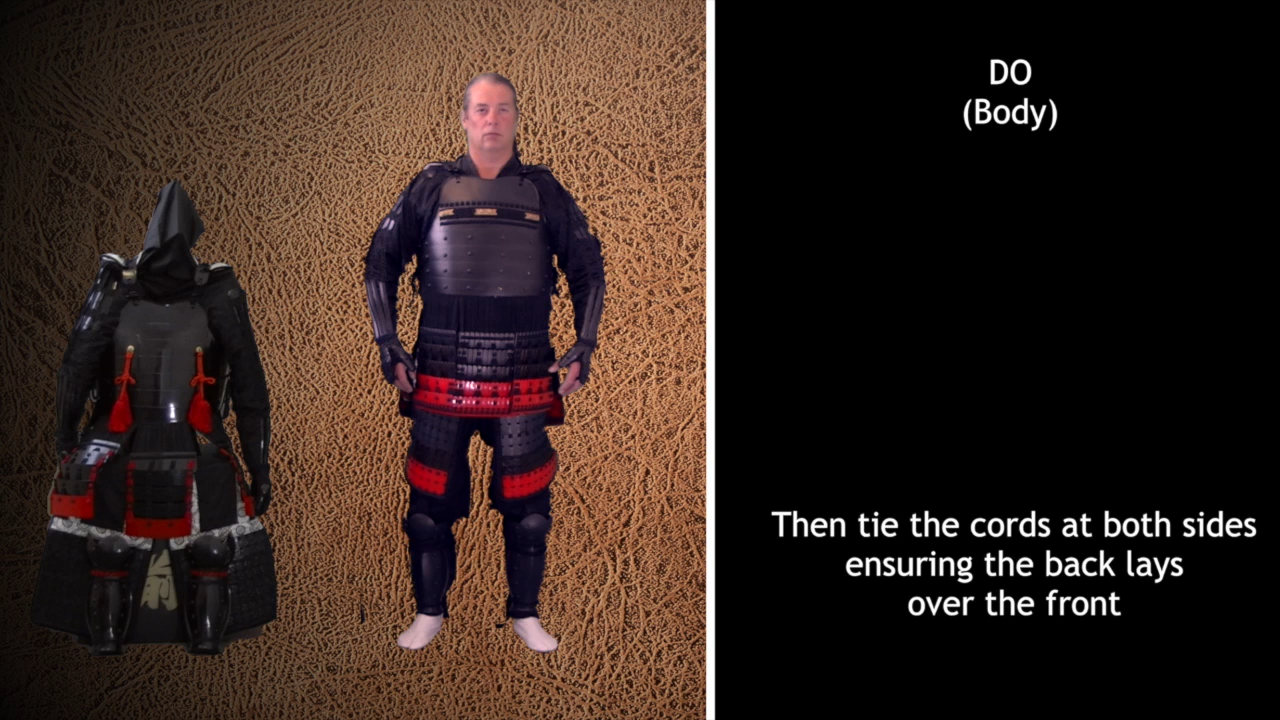 DO
(Body)
Then tie the cords at both sides
ensuring the back lays
over the front